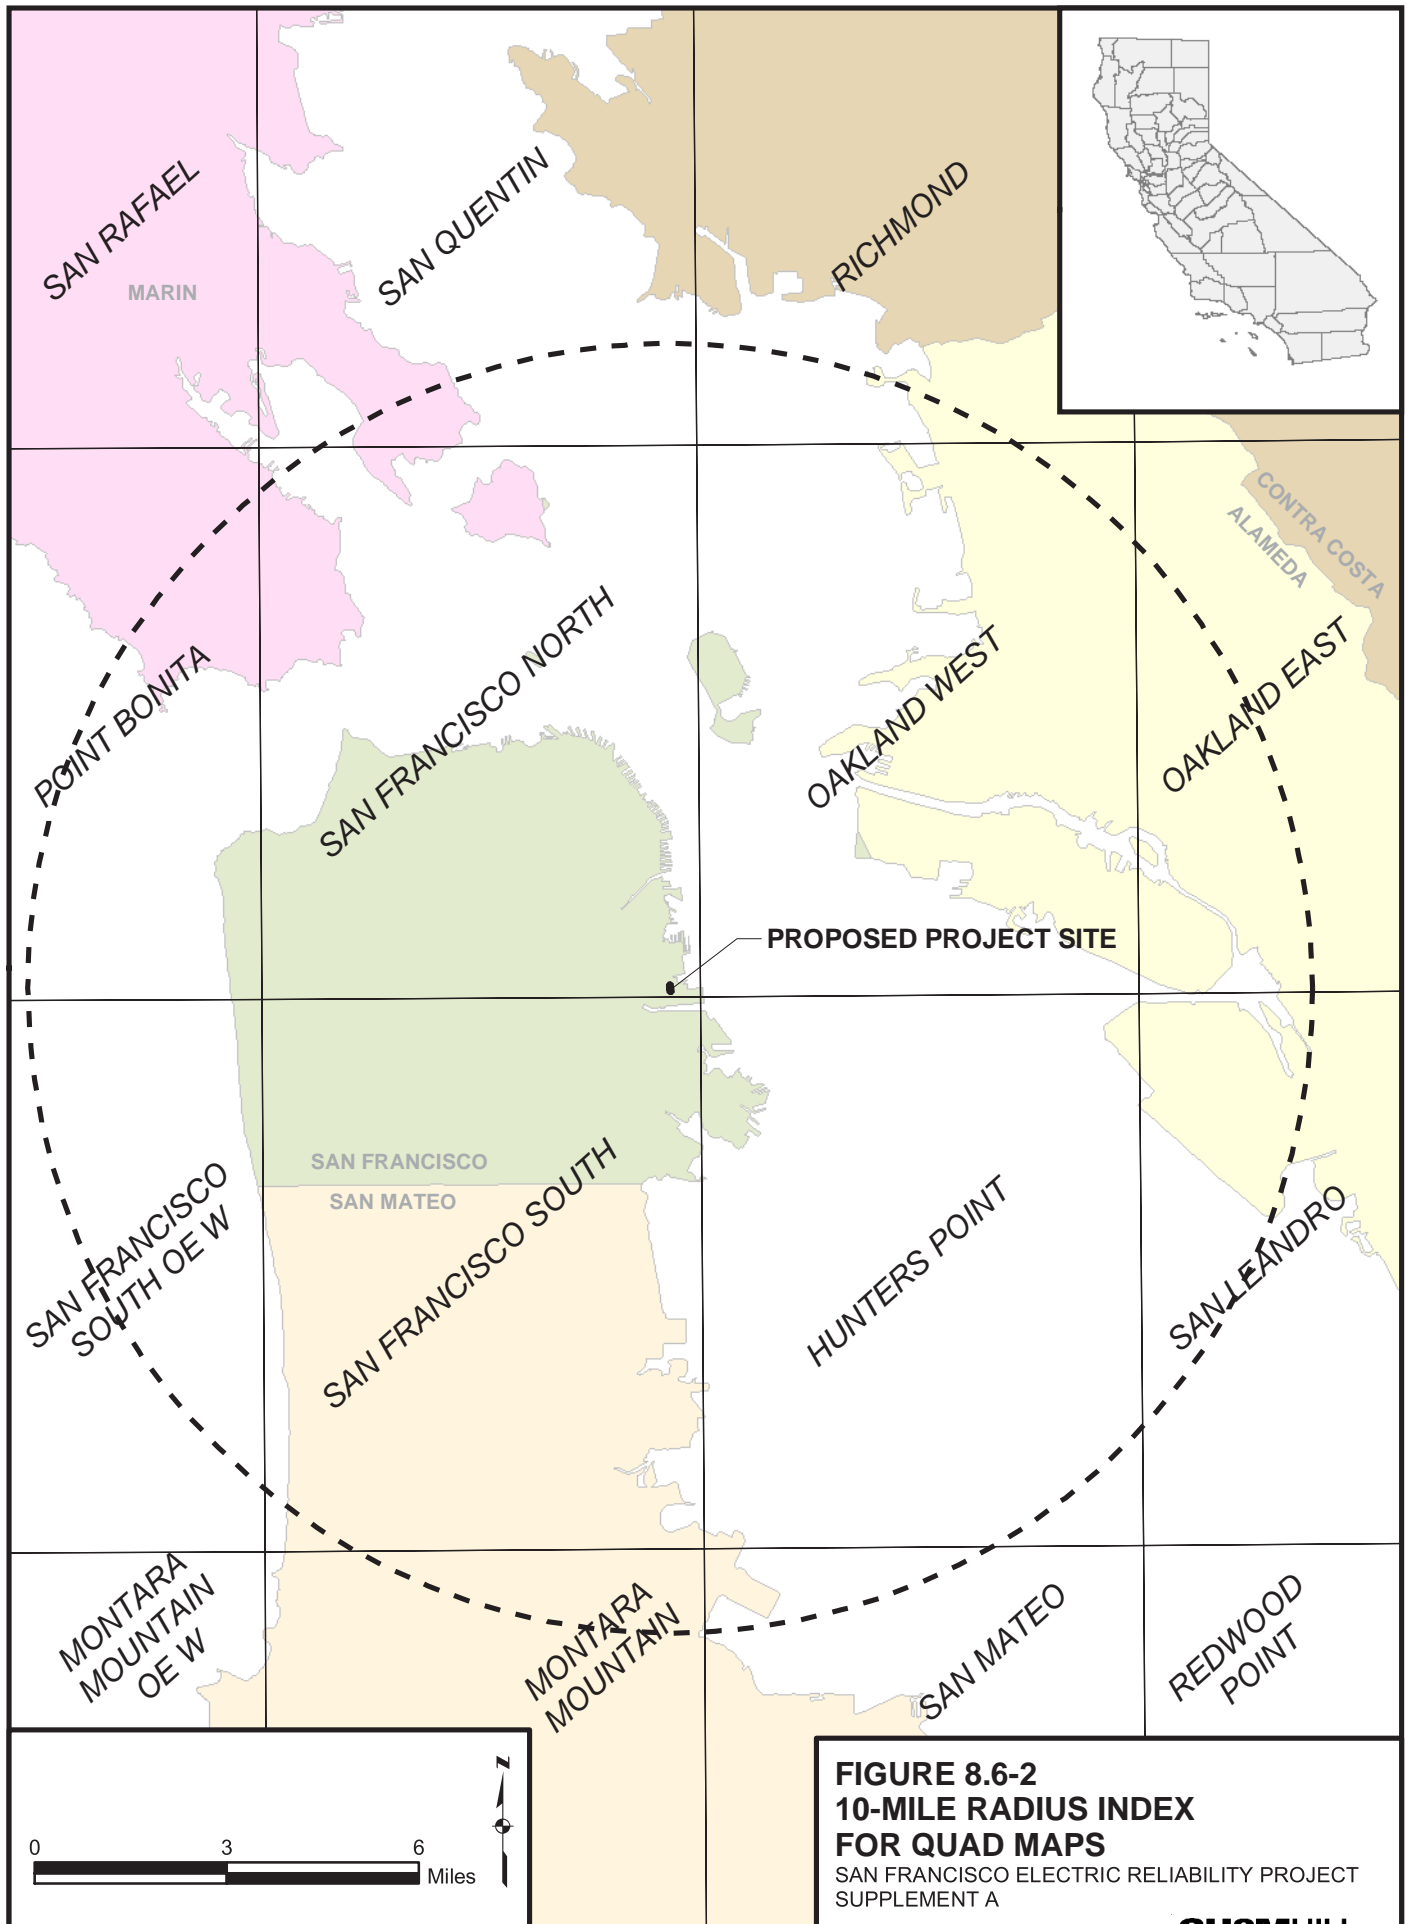 SAN RAFAEL
MARIN
SAN QUENTIN
RICHMOND
CONTRA COSTA
ALAMEDA
POINT BONITA
SAN FRANCISCO NORTH
OAKLAND WEST
OAKLAND EAST
PROPOSED PROJECT SITE
SAN FRANCISCO
SAN MATEO
SAN FRANCISCO
SOUTH OE W
SAN FRANCISCO SOUTH
HUNTERS POINT
SAN LEANDRO
MONTARA
MOUNTAIN
OE W
MONTARA
MOUNTAIN
SAN MATEO
REDWOOD
POINT
N
0 3 6
Miles
FIGURE 8.6-2
10-MILE RADIUS INDEX
FOR QUAD MAPS
SAN FRANCISCO ELECTRIC RELIABILITY PROJECT
SUPPLEMENT A